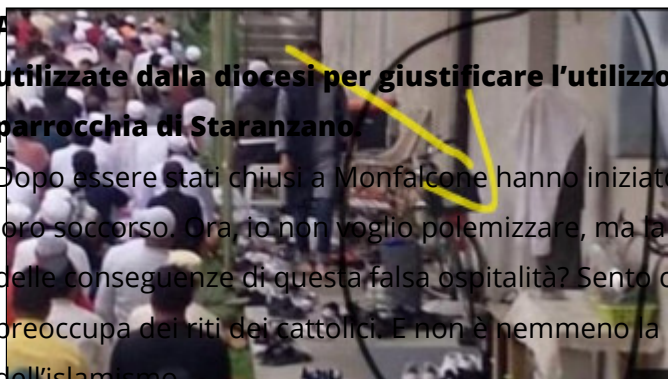 utilizzate dalla diocesi per giustificare l’utilizzo
parrocchia di Staranzano.
Dopo essere stati chiusi a Monfalcone hanno iniziato
loro soccorso. Ora, io non voglio polemizzare, ma la
delle conseguenze di questa falsa ospitalità? Sento
preoccupa dei riti dei cattolici. E non è nemmeno la
dell’islamismo